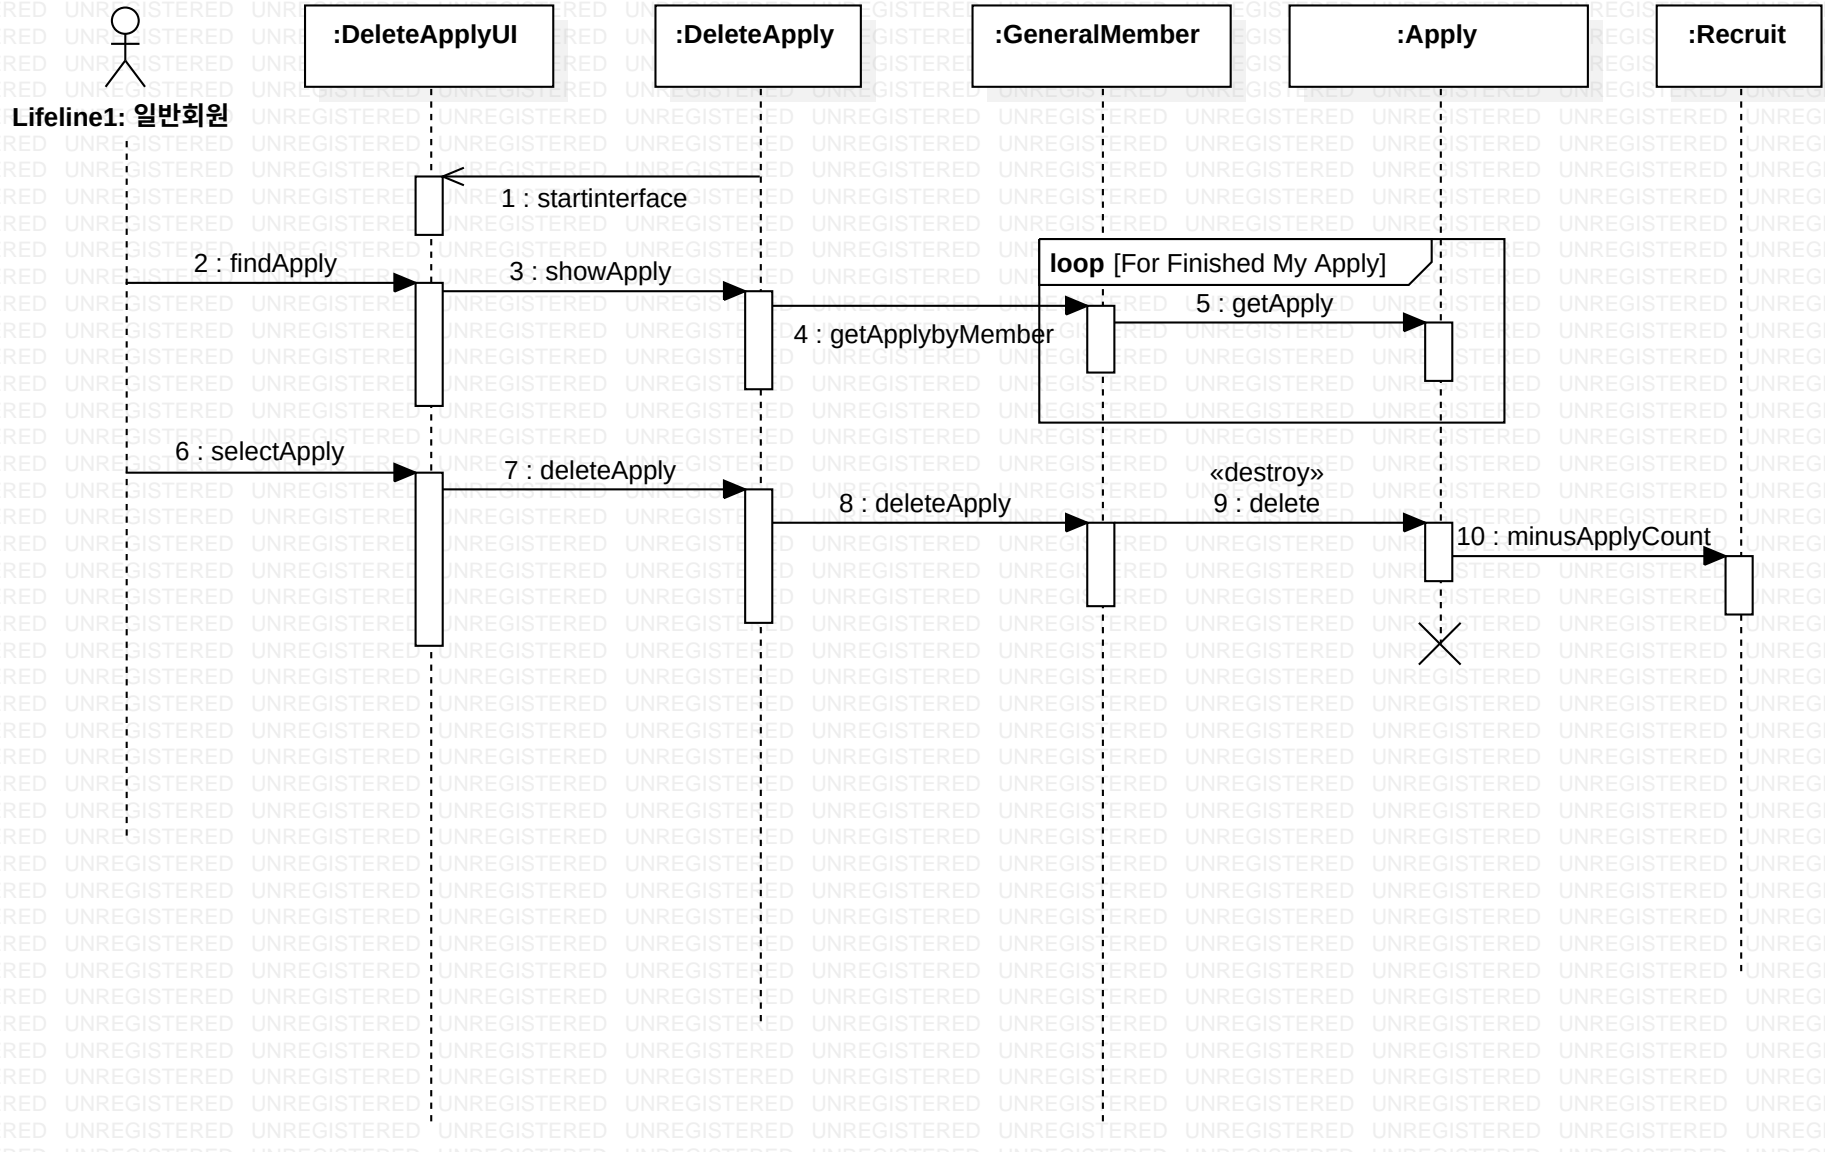 :DeleteApplyUI
:DeleteApply
:GeneralMember
:Apply
:Recruit
Lifeline1: 일반회원
1 : startinterface
2 : findApply
3 : showApply
loop [For Finished My Apply]
4 : getApplybyMember
5 : getApply
6 : selectApply
7 : deleteApply
8 : deleteApply
«destroy»
9 : delete
10 : minusApplyCount
UNREGISTERED